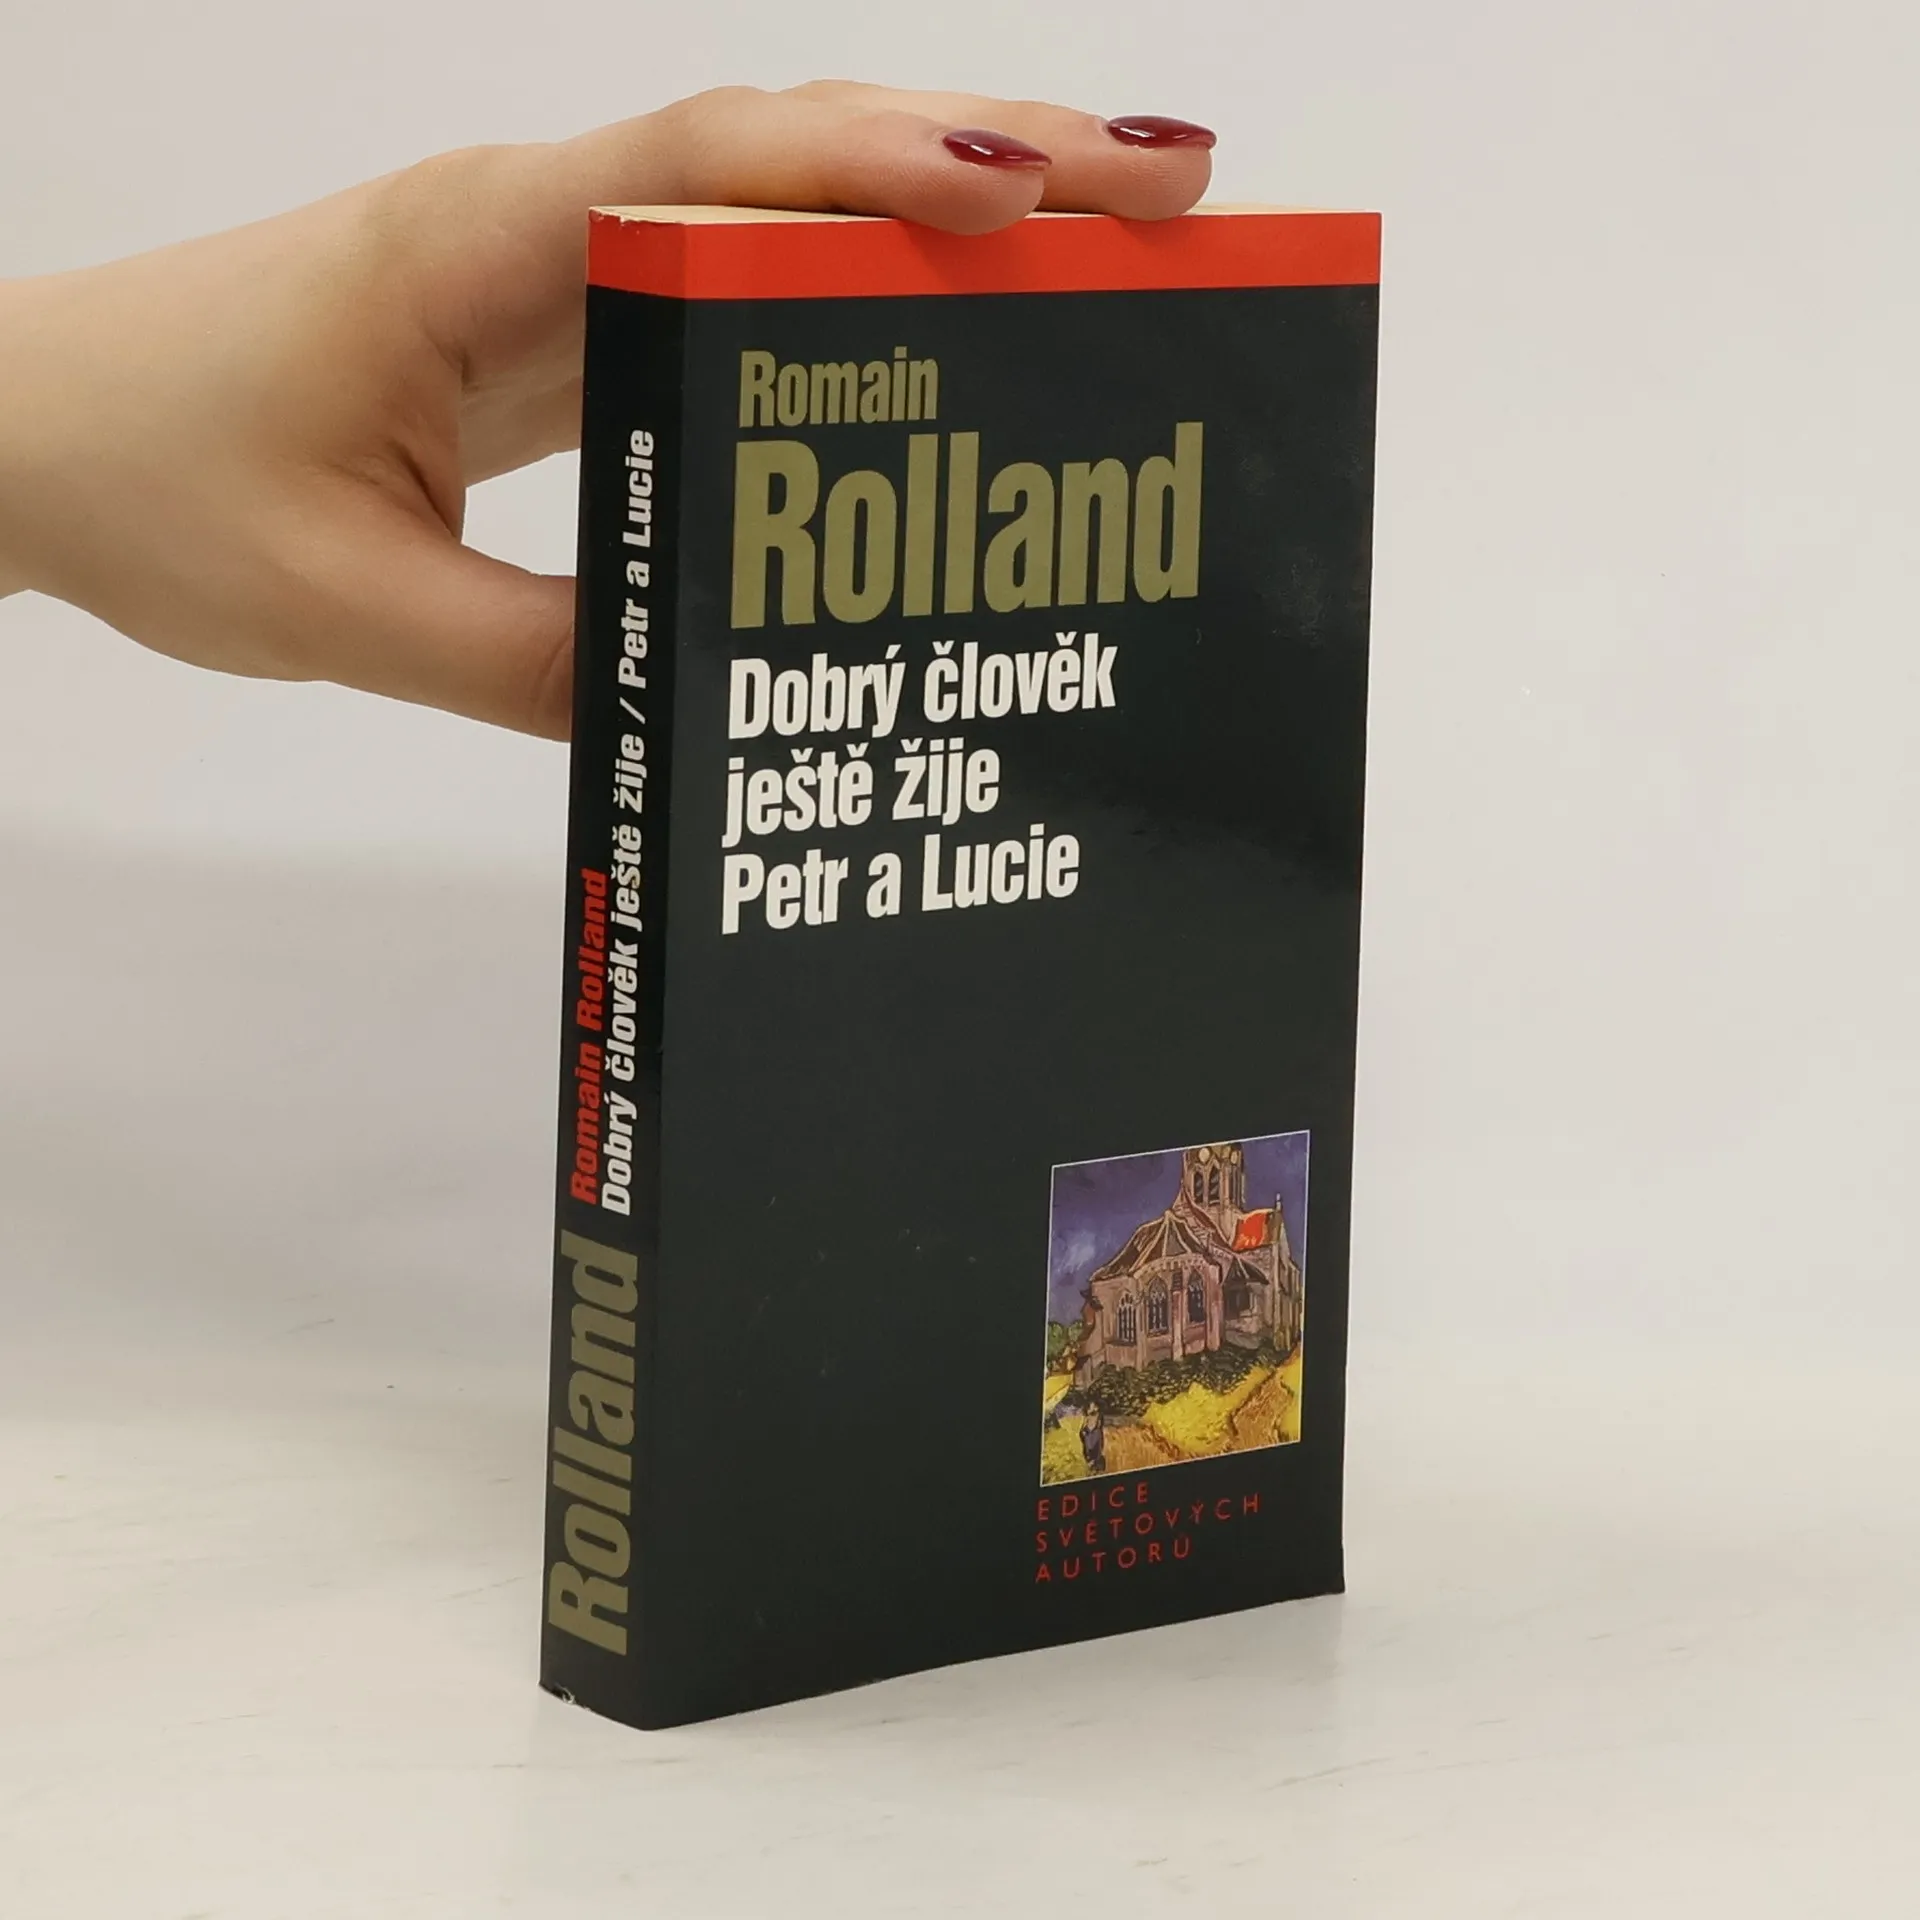 Romain
Rolland
Dobrý člověk
ještě žije
Petr a Lucie
EDICE
SVĚTOVÝCH
AUTORŮ
Romain Rolland
Dobrý člověk ještě žije / Petr a Lucie
Rolland